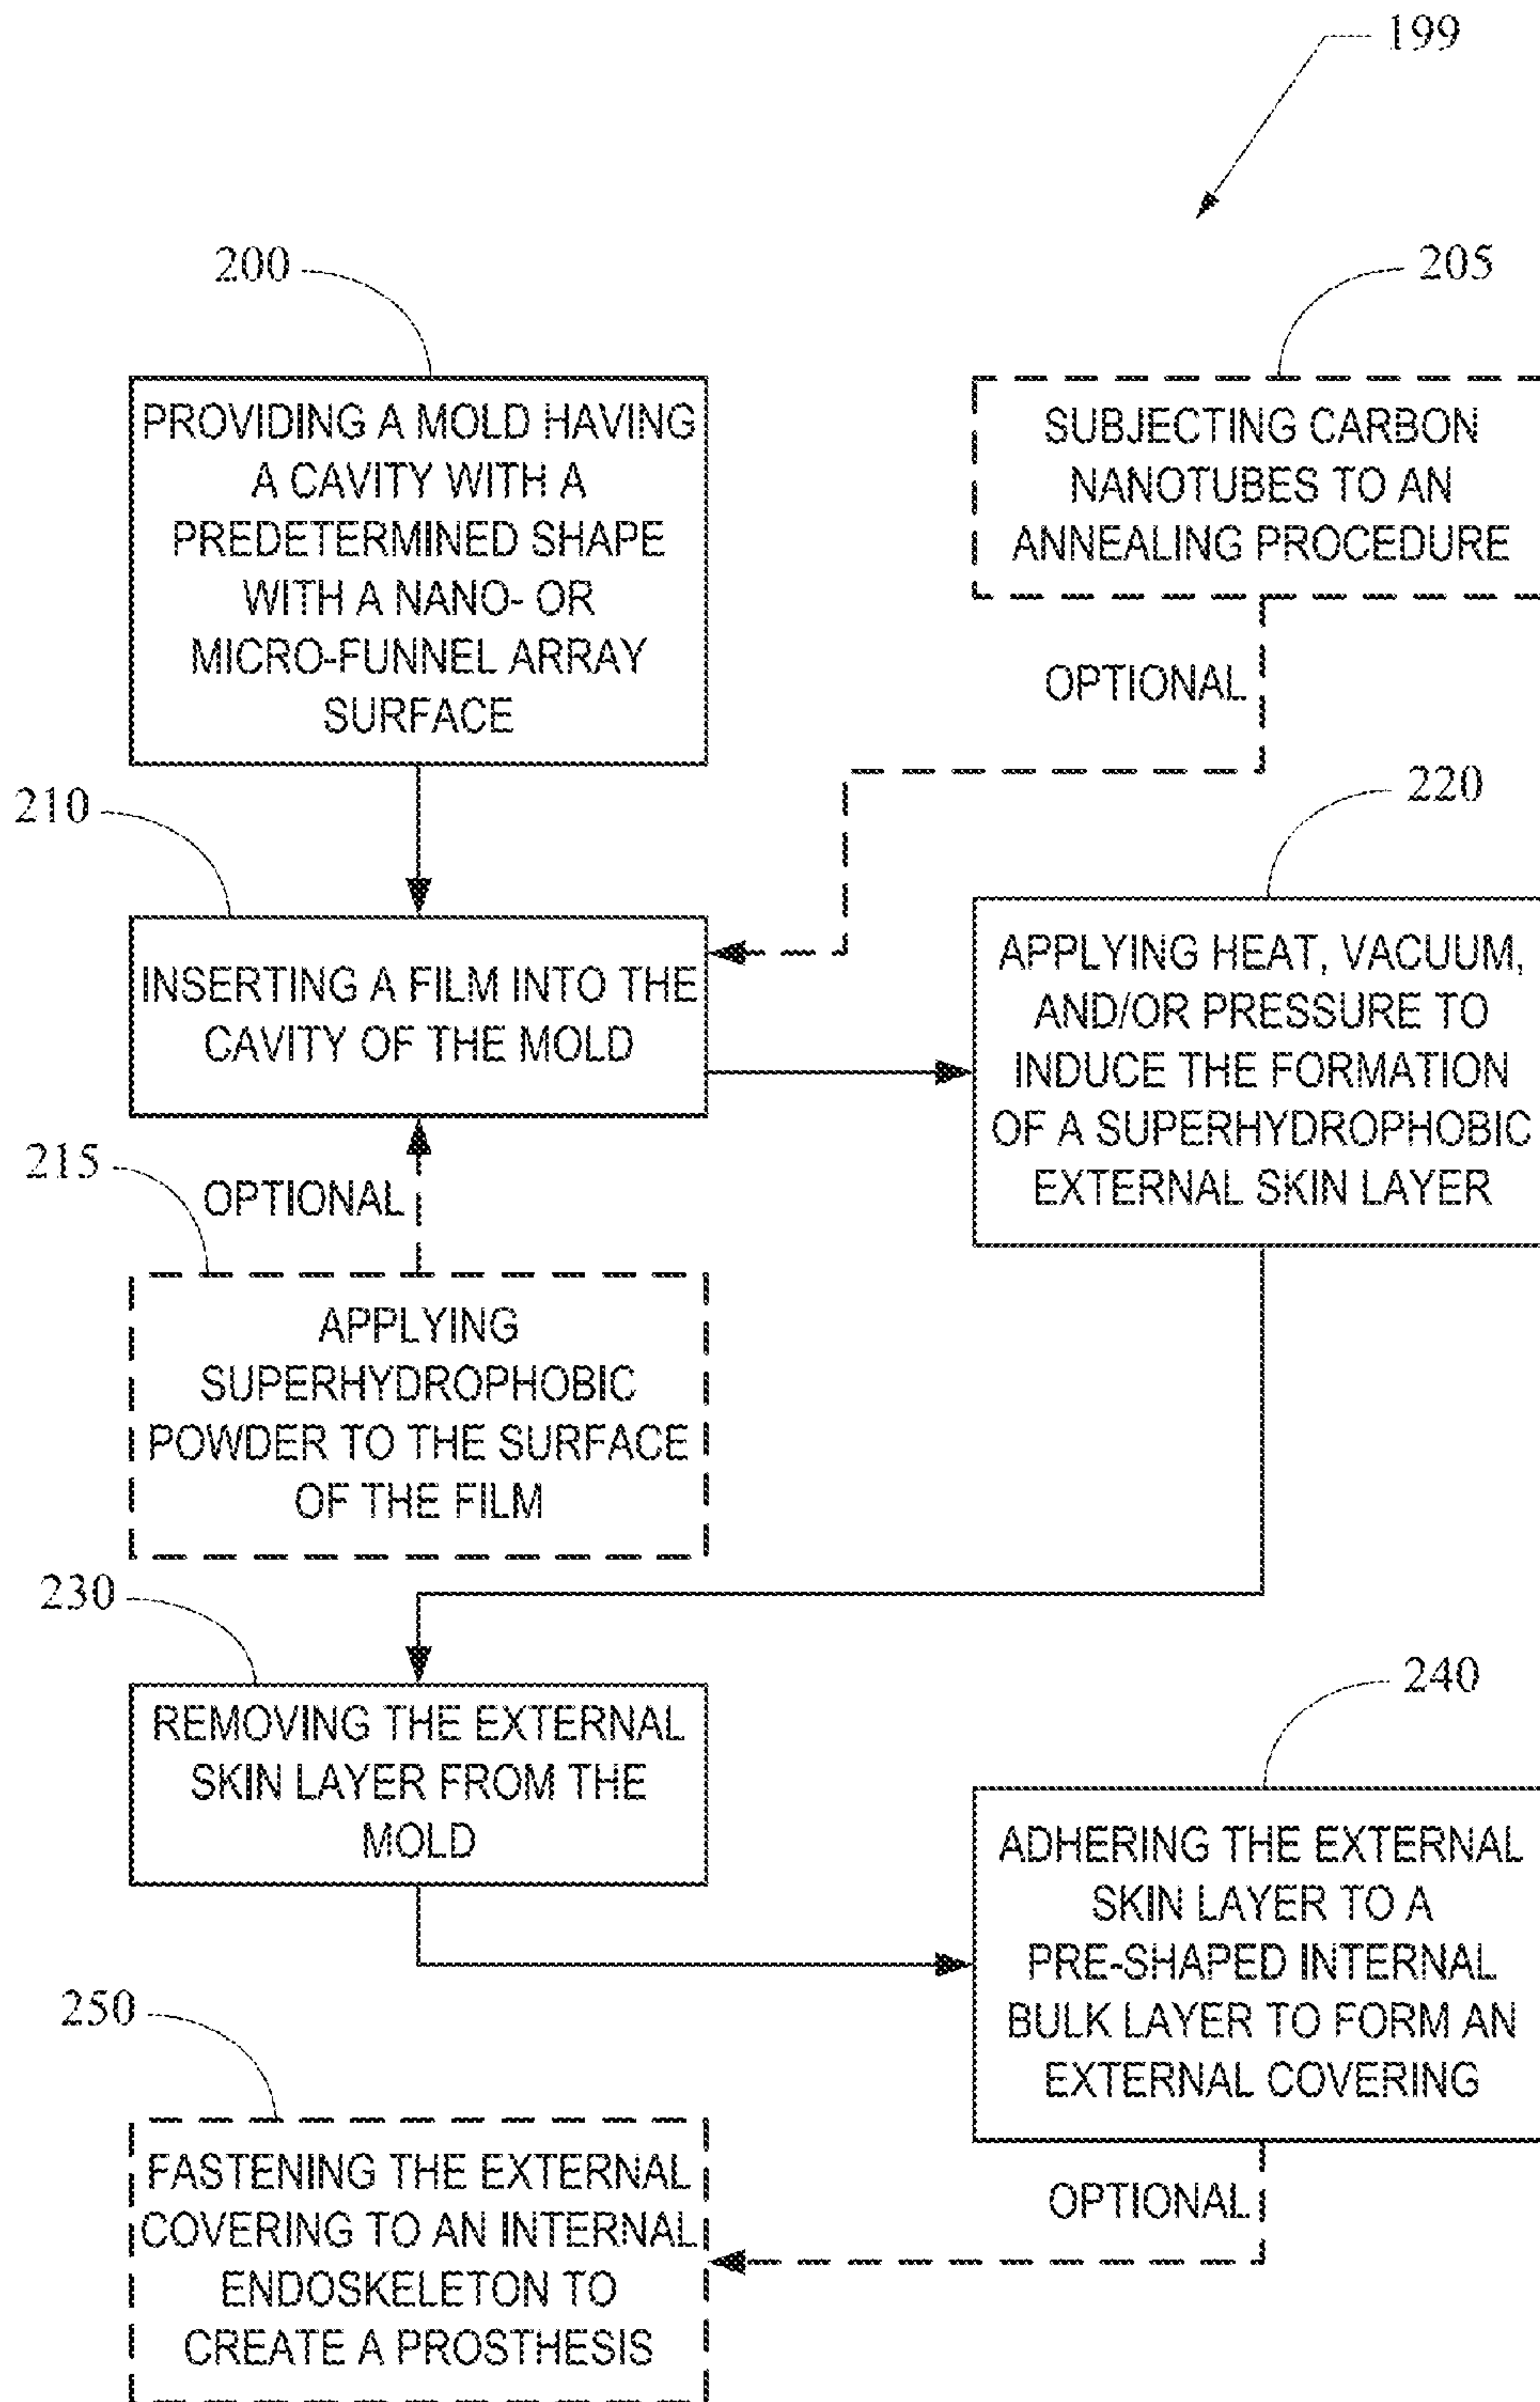 199
200
PROVIDING A MOLD HAVING
A CAVITY WITH A
PREDETERMINED SHAPE
WITH A NANO- OR
MICRO-FUNNEL ARRAY
SURFACE
205
SUBJECTING CARBON
NANOTUBES TO AN
ANNEALING PROCEDURE
OPTIONAL
210
INSERTING A FILM INTO THE
CAVITY OF THE MOLD
220
APPLYING HEAT, VACUUM,
AND/OR PRESSURE TO
INDUCE THE FORMATION
OF A SUPERHYDROPHOBIC
EXTERNAL SKIN LAYER
215
OPTIONAL
APPLYING
SUPERHYDROPHOBIC
POWDER TO THE SURFACE
OF THE FILM
230
REMOVING THE EXTERNAL
SKIN LAYER FROM THE
MOLD
240
ADHERING THE EXTERNAL
SKIN LAYER TO A
PRE-SHAPED INTERNAL
BULK LAYER TO FORM AN
EXTERNAL COVERING
OPTIONAL
250
FASTENING THE EXTERNAL
COVERING TO AN INTERNAL
ENDOSKELETON TO
CREATE A PROSTHESIS